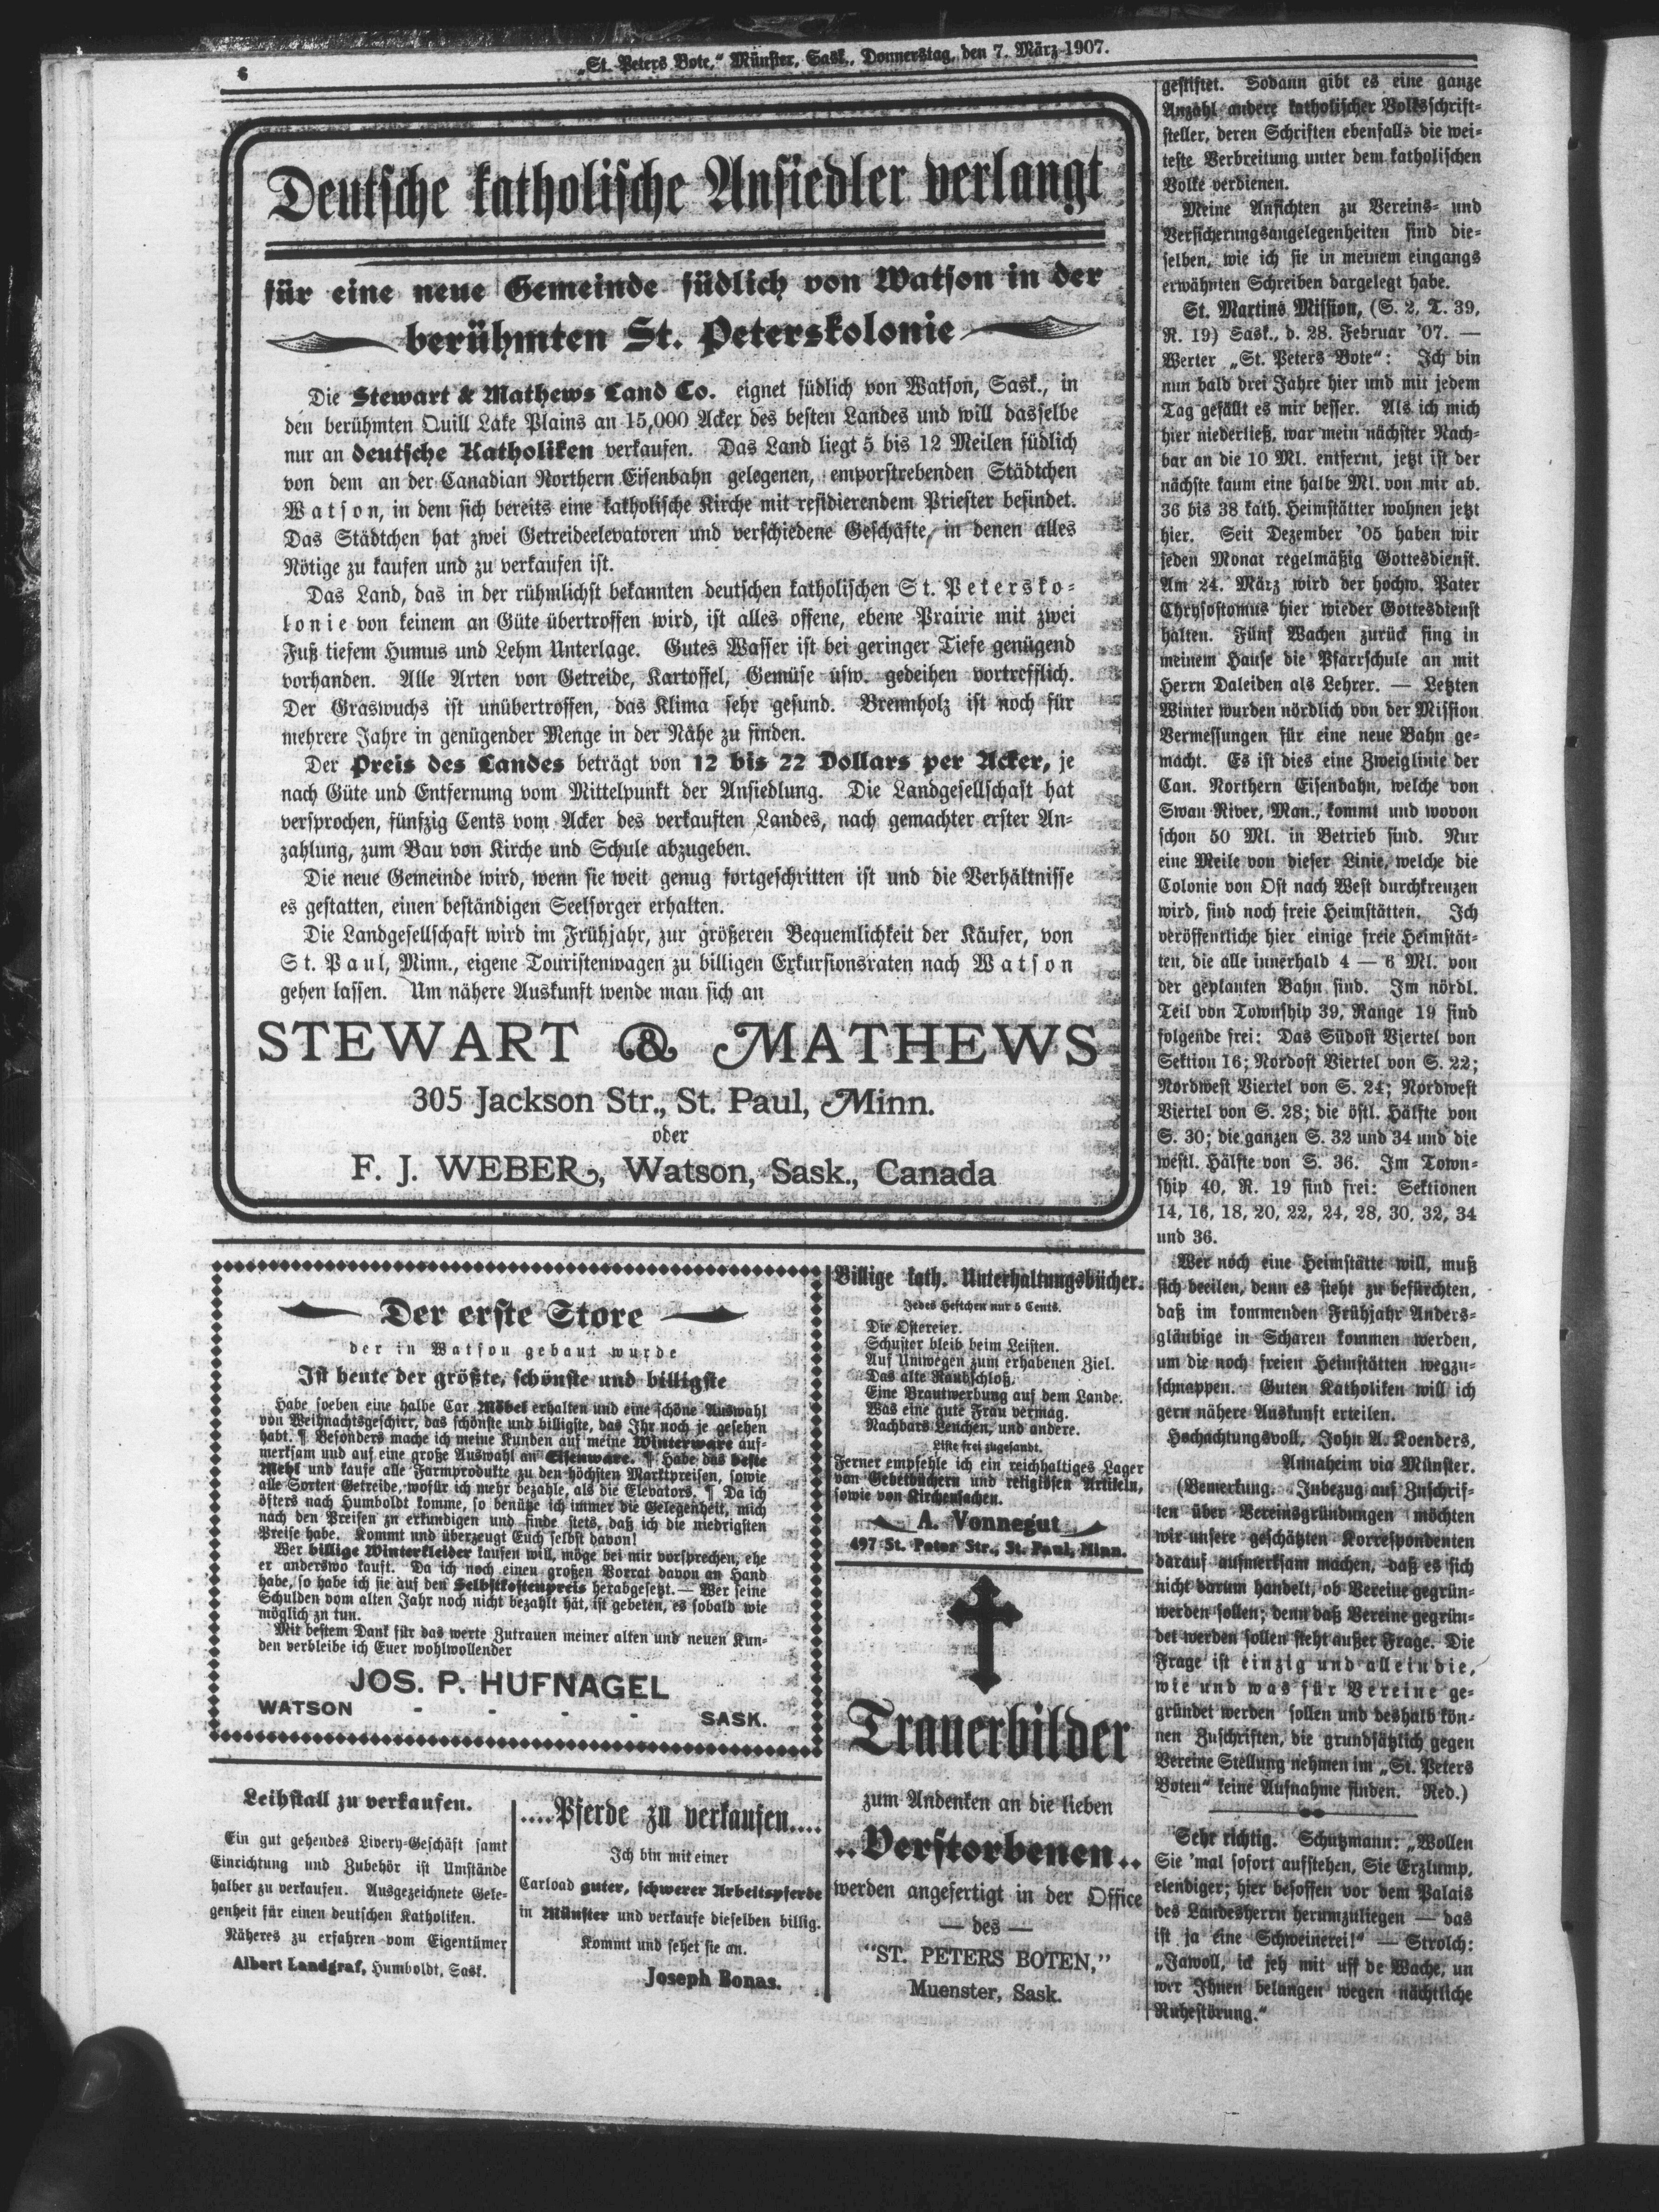 6
„St. Peters Bote," Münster, Sask., Donnerstag, den 7. März 1907.
Deutsche katholische Ansiedler verlangt
für eine neue Gemeinde südlich von Watson in der
berühmten St. Peterskolonie
Die Stewart & Mathews Land Co. eignet südlich von Watson, Sask., in
den berühmten Quill Lake Plains an 15,000 Acker des besten Landes und will dasselbe
nur an deutsche Katholiken verkaufen. Das Land liegt 5 bis 12 Meilen südlich
von dem an der Canadian Northern Eisenbahn gelegenen, emporstrebenden Städtchen
Watson, in dem sich bereits eine katholische Kirche mit residierendem Priester befindet.
Das Städtchen hat zwei Getreideelevatoren und verschiedene Geschäfte, in denen alles
Nötige zu kaufen und zu verkaufen ist.
Das Land, das in der rühmlichst bekannten deutschen katholischen St. Petersko-
lonie von keinem an Güte übertroffen wird, ist alles offene, ebene Prairie mit zwei
Fuß tiefem Humus und Lehm Unterlage. Gutes Wasser ist bei geringer Tiefe genügend
vorhanden. Alle Arten von Getreide, Kartoffel, Gemüse usw. gedeihen vortrefflich.
Der Graswuchs ist unübertroffen, das Klima sehr gesund. Brennholz ist noch für
mehrere Jahre in genügender Menge in der Nähe zu finden.
Der Preis des Landes beträgt von 12 bis 22 Dollars per Acker, je
nach Güte und Entfernung vom Mittelpunkt der Ansiedlung. Die Landgesellschaft hat
versprochen, fünfzig Cents vom Acker des verkauften Landes, nach gemachter erster An-
zahlung, zum Bau von Kirche und Schule abzugeben.
Die neue Gemeinde wird, wenn sie weit genug fortgeschritten ist und die Verhältnisse
es gestatten, einen beständigen Seelsorger erhalten.
Die Landgesellschaft wird im Frühjahr, zur größeren Bequemlichkeit der Käufer, von
St. Paul, Minn., eigene Touristenwagen zu billigen Exkursionsraten nach Watson
gehen lassen. Um nähere Auskunft wende man sich an
STEWART & MATHEWS
305 Jackson Str., St. Paul, Minn.
oder
F. J. WEBER, Watson, Sask., Canada
Der erste Store
der in Watson gebaut wurde
Ist heute der größte, schönste und billigste
Habe soeben eine halbe Car Möbel erhalten und eine schöne Auswahl
von Weihnachtsgeschirr, das schönste und billigste, das Ihr noch je gesehen
habt. ¶ Besonders mache ich meine Kunden auf meine Winterware auf-
merksam und auf eine große Auswahl an Eisenware. ¶ Habe das beste
Mehl und kaufe alle Farmprodukte zu den höchsten Marktpreisen, sowie
alle Sorten Getreide, wofür ich mehr bezahle, als die Elevators. ¶ Da ich
öfters nach Humboldt komme, so benütze ich immer die Gelegenheit, mich
nach den Preisen zu erkundigen und finde stets, daß ich die niedrigsten
Preise habe. Kommt und überzeugt Euch selbst davon!
Wer billige Winterkleider kaufen will, möge bei mir vorsprechen, ehe
er anderswo kauft. Da ich noch einen großen Vorrat davon an Hand
habe, so habe ich sie auf den Selbstkostenpreis herabgesetzt. — Wer seine
Schulden vom alten Jahr noch nicht bezahlt hat, ist gebeten, es sobald wie
möglich zu tun.
Mit bestem Dank für das werte Zutrauen meiner alten und neuen Kun-
den verbleibe ich Euer wohlwollender
JOS. P. HUFNAGEL
WATSON - - - - SASK.
Leihstall zu verkaufen.
Ein gut gehendes Livery-Geschäft samt
Einrichtung und Zubehör ist Umstände
halber zu verkaufen. Ausgezeichnete Gele-
genheit für einen deutschen Katholiken.
Näheres zu erfahren vom Eigentümer
Albert Landgraf, Humboldt, Sask.
....Pferde zu verkaufen....
Ich bin mit einer
Carload guter, schwerer Arbeitspferde
in Münster und verkaufe dieselben billig.
Kommt und sehet sie an.
Joseph Bonas.
Billige kath. Unterhaltungsbücher.
Jedes Heftchen nur 5 Cents.
Die Ostereier.
Schuster bleib beim Leisten.
Auf Umwegen zum erhabenen Ziel.
Das alte Raubschloß.
Eine Brautwerbung auf dem Lande.
Was eine gute Frau vermag.
Nachbars Lenchen, und andere.
Liste frei zugesandt.
Ferner empfehle ich ein reichhaltiges Lager
von Gebetbüchern und religiösen Artikeln,
sowie von Kirchensachen.
A. Vonnegut
497 St. Peter Str., St. Paul, Minn.
Trauerbilder
zum Andenken an die lieben
..Verstorbenen..
werden angefertigt in der Office
— des —
"ST. PETERS BOTEN,"
Muenster, Sask.
gestiftet. Sodann gibt es eine ganze
Anzahl andere katholischer Volksschrift-
steller, deren Schriften ebenfalls die wei-
teste Verbreitung unter dem katholischen
Volke verdienen.
Meine Ansichten zu Vereins- und
Versicherungsangelegenheiten sind die-
selben, wie ich sie in meinem eingangs
erwähnten Schreiben dargelegt habe.
St. Martins Mission, (S. 2, T. 39,
R. 19) Sask., d. 28. Februar '07. —
Werter „St. Peters Bote": Ich bin
nun bald drei Jahre hier und mit jedem
Tag gefällt es mir besser. Als ich mich
hier niederließ, war mein nächster Nach-
bar an die 10 Ml. entfernt, jetzt ist der
nächste kaum eine halbe Ml. von mir ab.
36 bis 38 kath. Heimstätter wohnen jetzt
hier. Seit Dezember '05 haben wir
jeden Monat regelmäßig Gottesdienst.
Am 24. März wird der hochw. Pater
Chrysostomus hier wieder Gottesdienst
halten. Fünf Wachen zurück fing in
meinem Hause die Pfarrschule an mit
Herrn Daleiden als Lehrer. — Letzten
Winter wurden nördlich von der Mission
Vermessungen für eine neue Bahn ge-
macht. Es ist dies eine Zweiglinie der
Can. Northern Eisenbahn, welche von
Swan River, Man., kommt und wovon
schon 50 Ml. in Betrieb sind. Nur
eine Meile von dieser Linie, welche die
Colonie von Ost nach West durchkreuzen
wird, sind noch freie Heimstätten. Ich
veröffentliche hier einige freie Heimstät-
ten, die alle innerhalb 4 — 6 Ml. von
der geplanten Bahn sind. Im nördl.
Teil von Township 39, Range 19 sind
folgende frei: Das Südost Viertel von
Sektion 16; Nordost Viertel von S. 22;
Nordwest Viertel von S. 24; Nordwest
Viertel von S. 28; die östl. Hälfte von
S. 30; die ganzen S. 32 und 34 und die
westl. Hälfte von S. 36. Im Town-
ship 40, R. 19 sind frei: Sektionen
14, 16, 18, 20, 22, 24, 28, 30, 32, 34
und 36.
Wer noch eine Heimstätte will, muß
sich beeilen, denn es steht zu befürchten,
daß im kommenden Frühjahr Anders-
gläubige in Scharen kommen werden,
um die noch freien Heimstätten wegzu-
schnappen. Guten Katholiken will ich
gern nähere Auskunft erteilen.
Hochachtungsvoll, John A. Koenders,
Annaheim via Münster.
(Bemerkung. Inbezug auf Zuschrif-
ten über Vereinsgründungen möchten
wir unsere geschätzten Korrespondenten
darauf aufmerksam machen, daß es sich
nicht darum handelt, ob Vereine gegrün-
werden sollen; denn daß Vereine gegrün-
det werden sollen steht außer Frage. Die
Frage ist einzig und allein die,
wie und was für Vereine ge-
gründet werden sollen und deshalb kön-
nen Zuschriften, die grundsätzlich gegen
Vereine Stellung nehmen im „St. Peters
Boten" keine Aufnahme finden. Red.)
Sehr richtig. Schutzmann: „Wollen
Sie 'mal sofort aufstehen, Sie Erzlump,
elendiger; hier besoffen vor dem Palais
des Landesherrn herumzuliegen — das
ist ja eine Schweinerei!" — Strolch:
„Jawoll, ick jeh mit uff de Wache, un
wer Ihnen belangen wegen nächtliche
Ruhestörung."